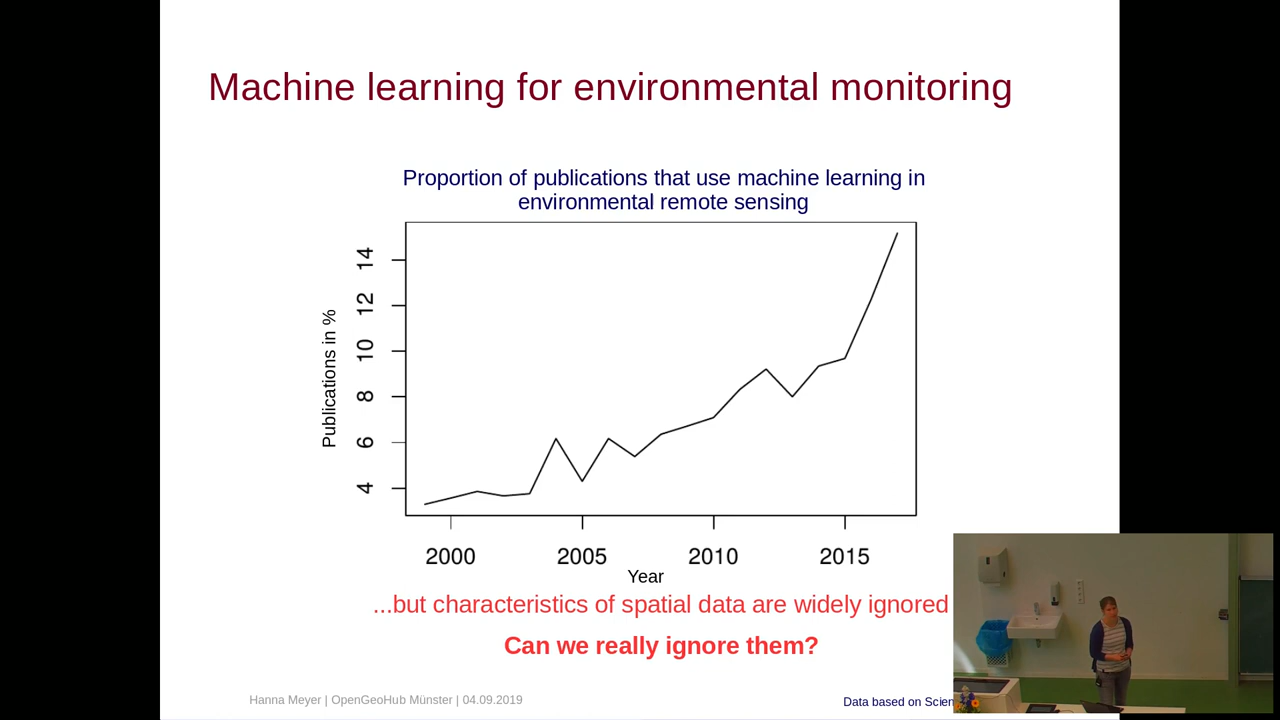 Machine learning for environmental monitoring
Proportion of publications that use machine learning in
environmental remote sensing
14
12
10
8
6
4
Publications in %
2000 2005 2010 2015
Year
...but characteristics of spatial data are widely ignored
Can we really ignore them?
Hanna Meyer | OpenGeoHub Münster | 04.09.2019
Data based on